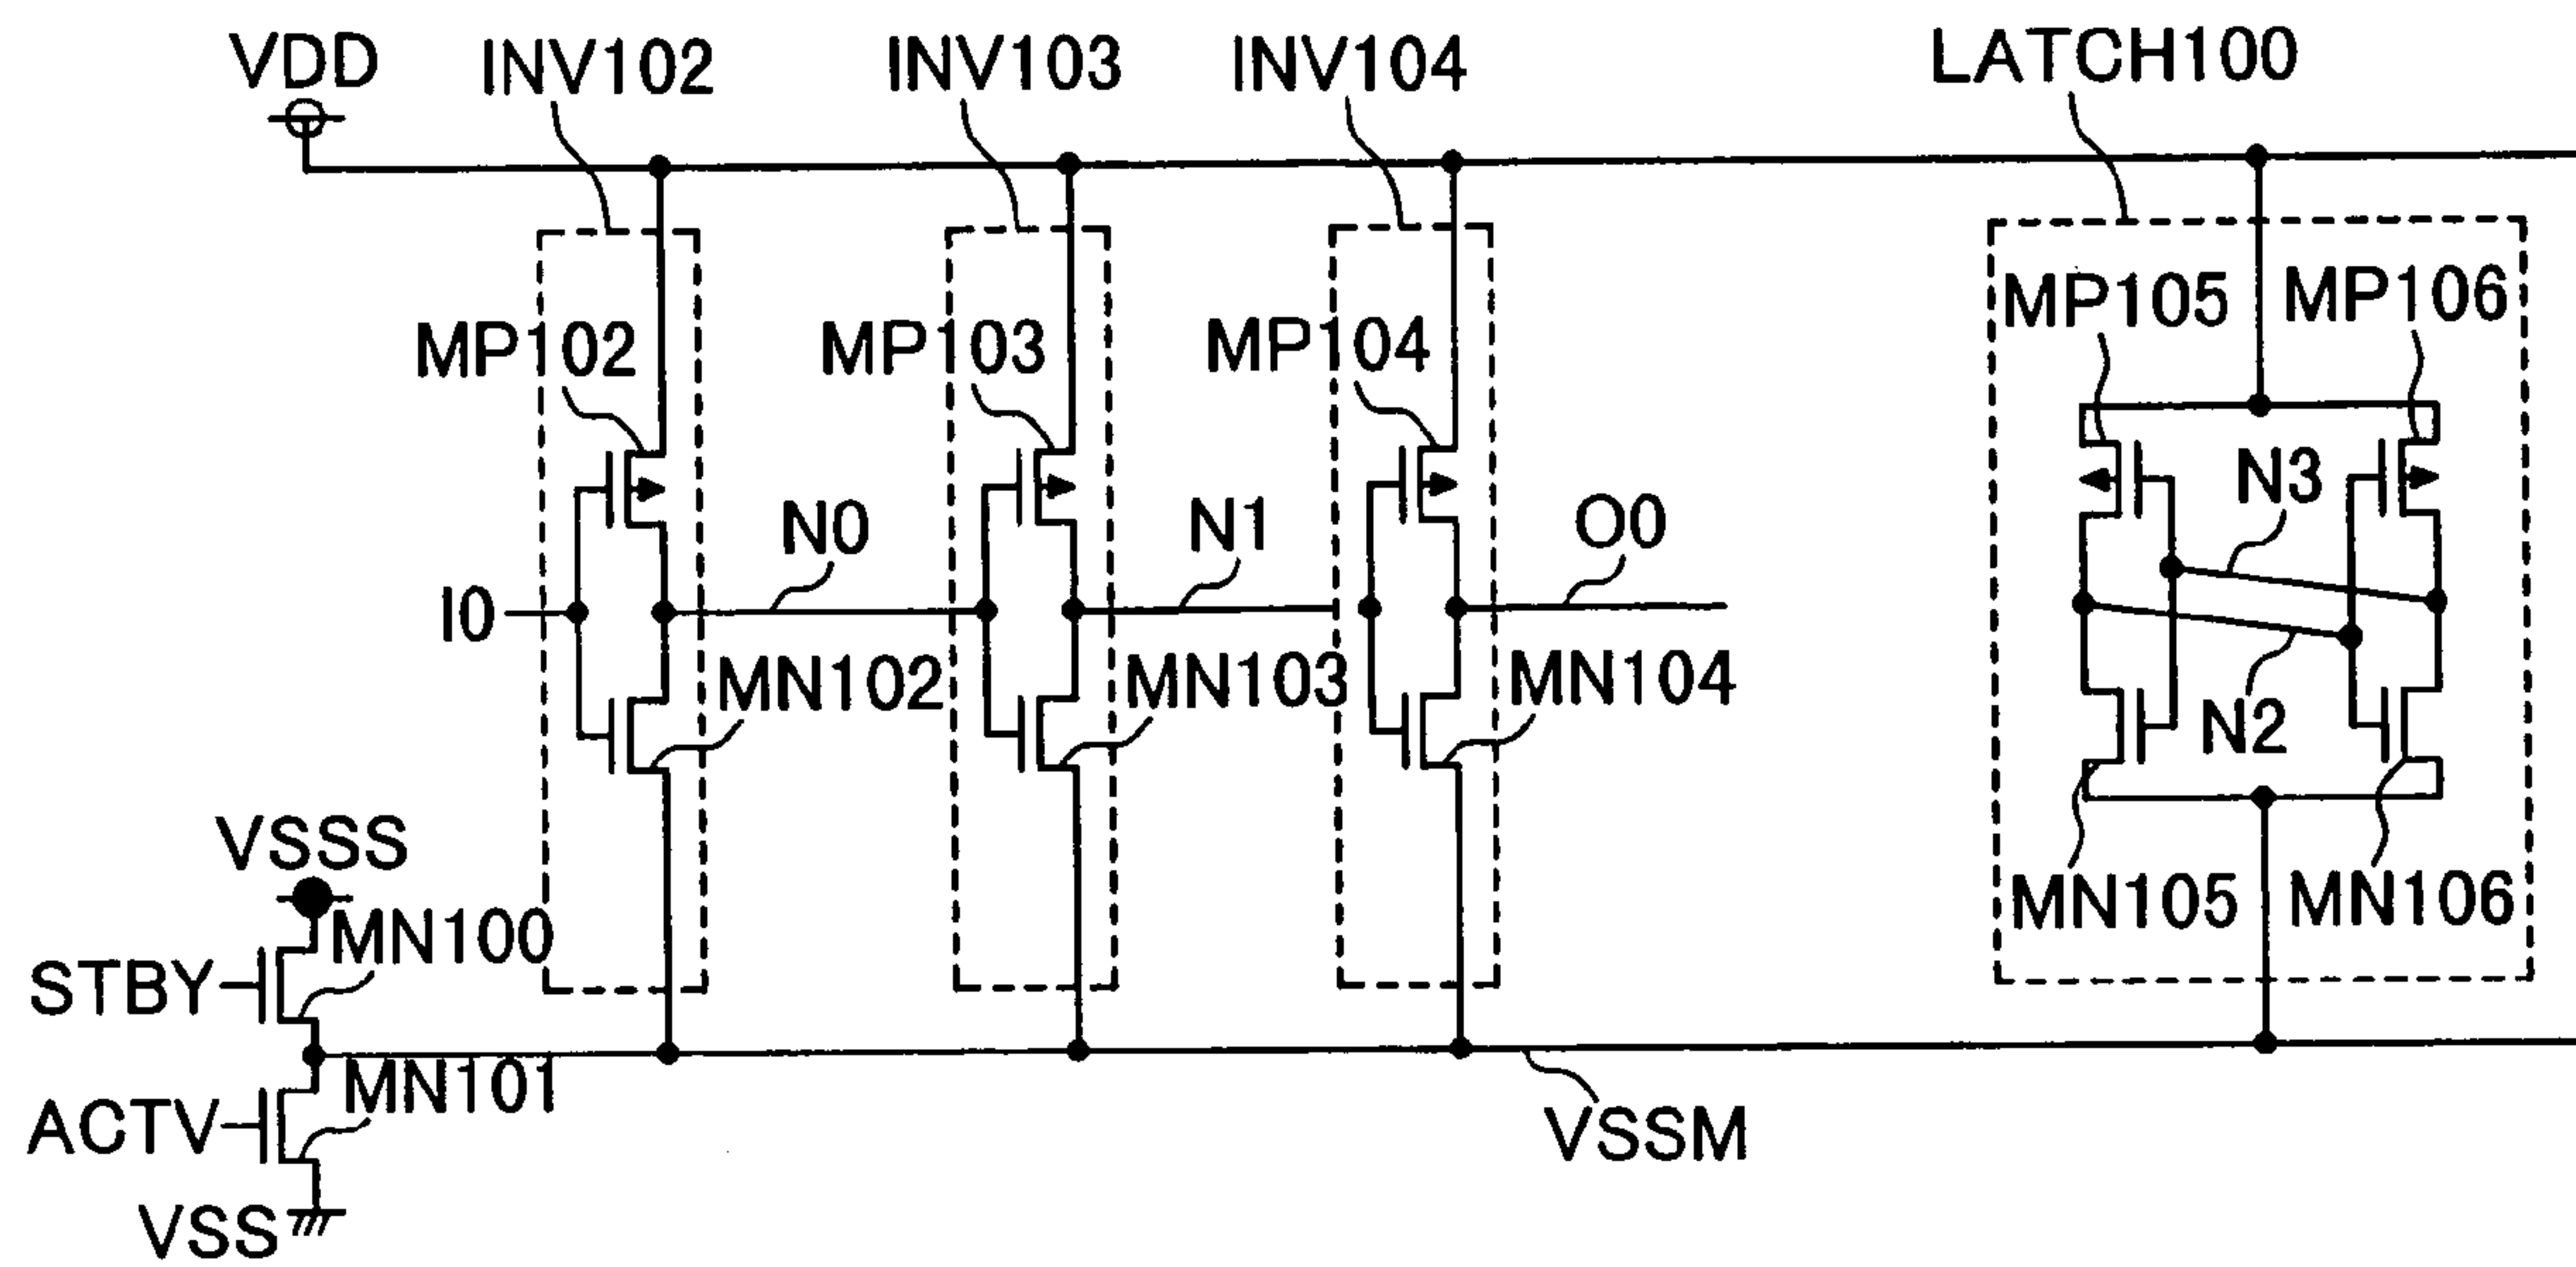 VDD
INV102
INV103
INV104
LATCH100
MP102
MP103
MP104
MP105
MP106
I0
N0
N1
O0
N3
N2
MN102
MN103
MN104
MN105
MN106
VSSS
MN100
STBY
MN101
ACTV
VSS
VSSM